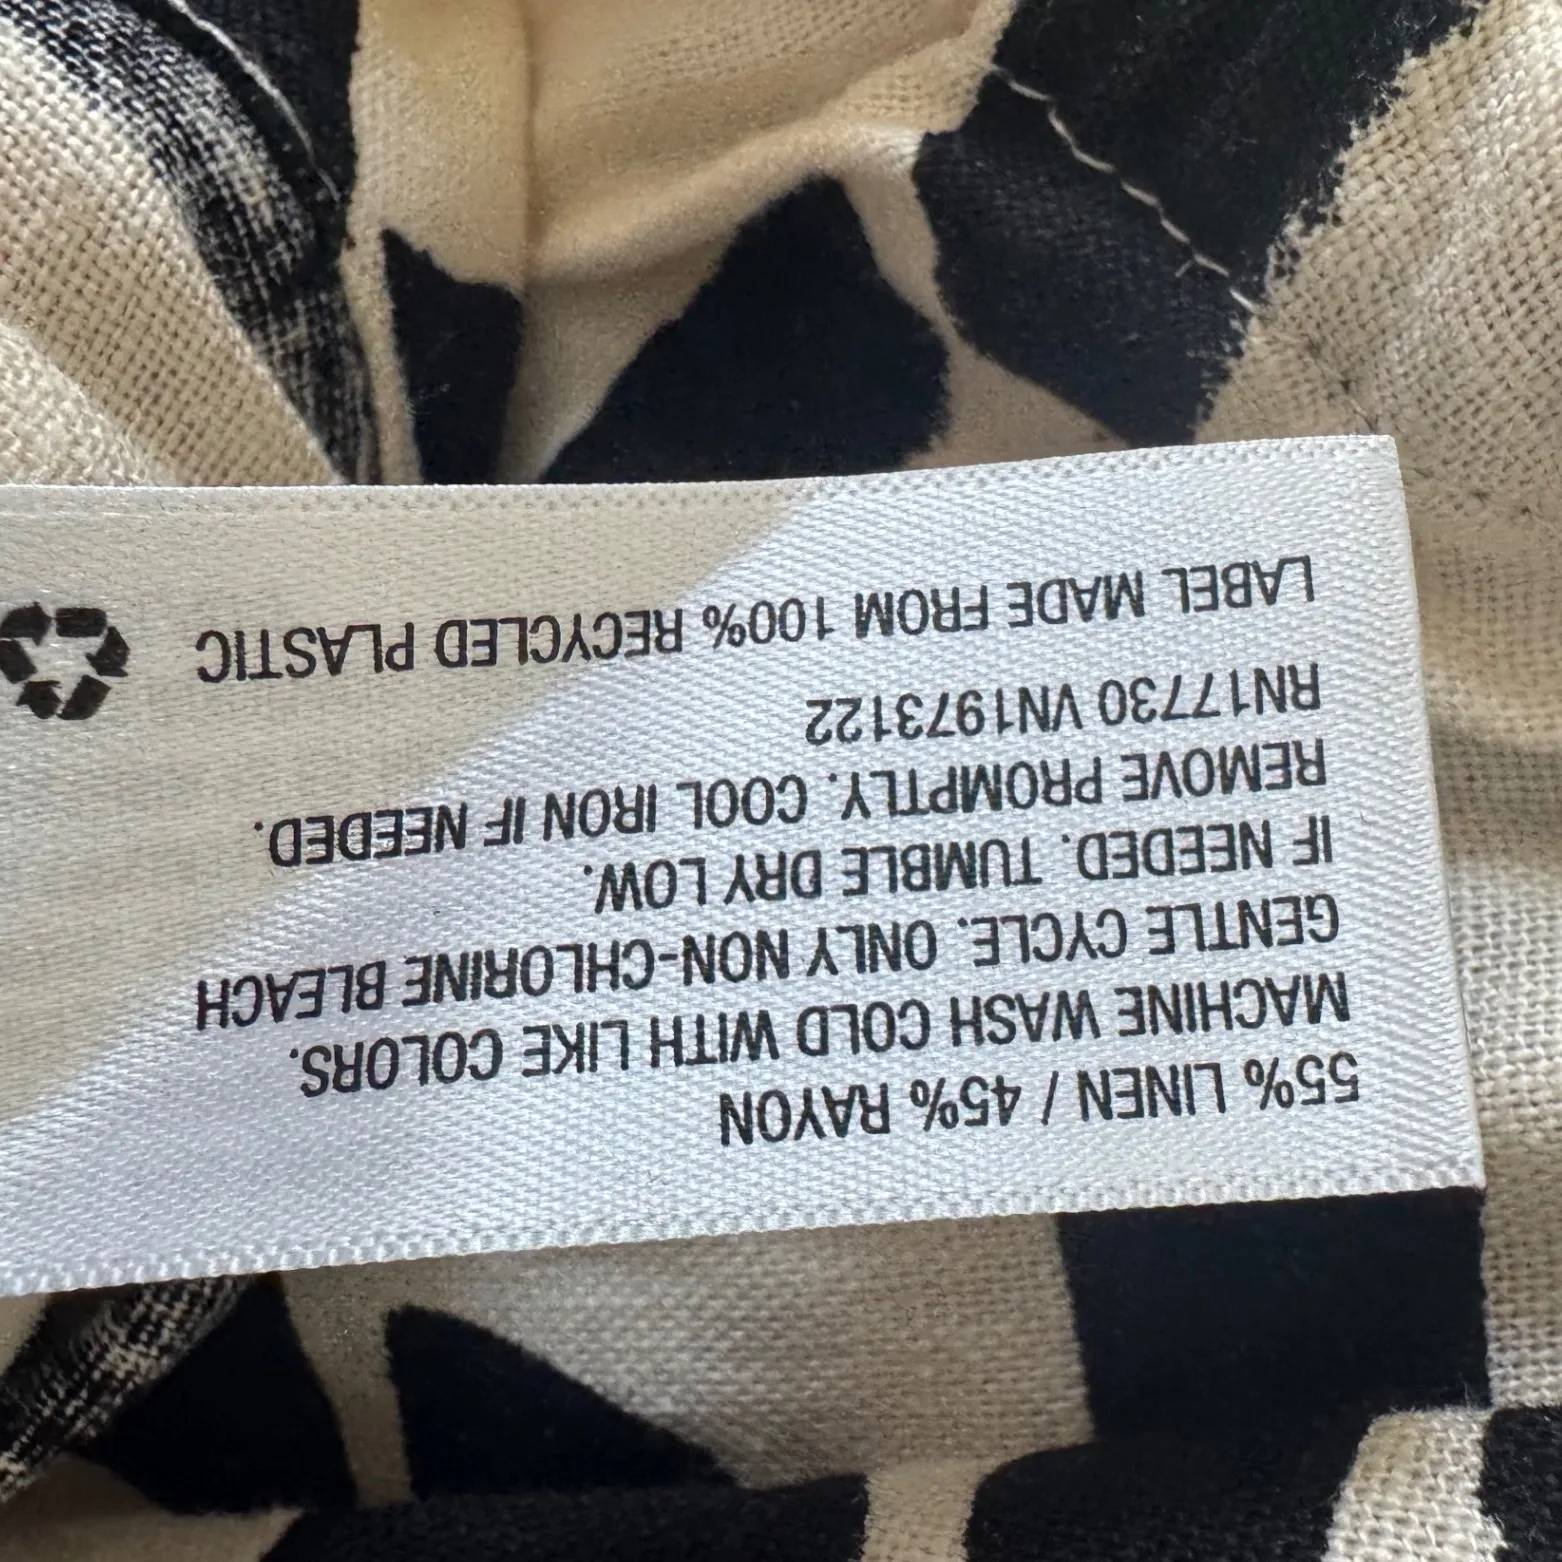 55% LINEN / 45% RAYON
MACHINE WASH COLD WITH LIKE COLORS.
GENTLE CYCLE. ONLY NON-CHLORINE BLEACH
IF NEEDED. TUMBLE DRY LOW.
REMOVE PROMPTLY. COOL IRON IF NEEDED.
RN17730 VN1973122
LABEL MADE FROM 100% RECYCLED PLASTIC